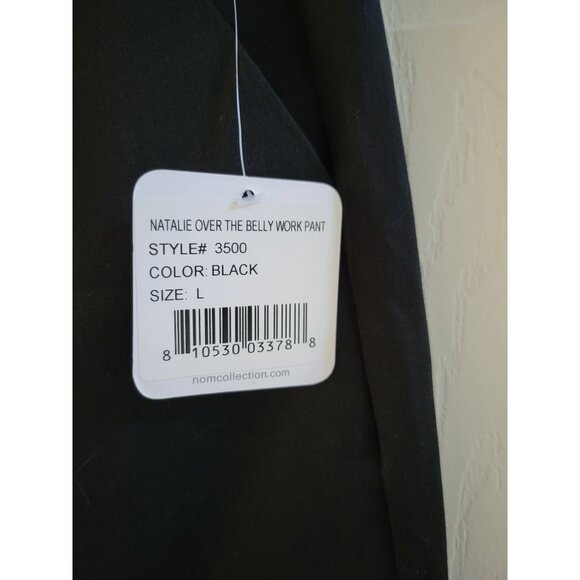 NATALIE OVER THE BELLY WORK PANT
STYLE# 3500
COLOR: BLACK
SIZE: L
8 10530 03378 8
nomcollection.com